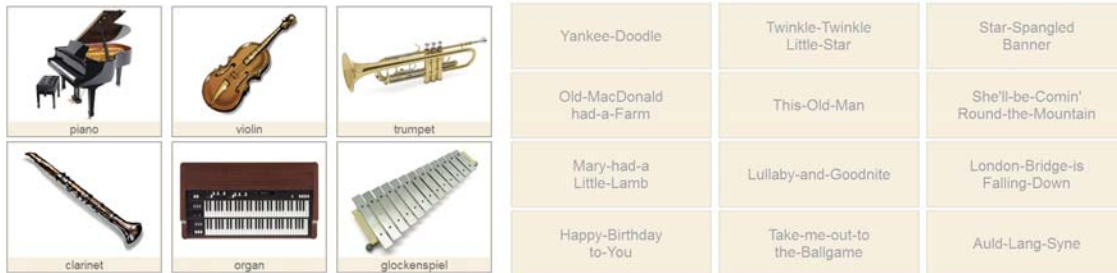 piano
violin
trumpet
clarinet
organ
glockenspiel
Yankee-Doodle
Twinkle-Twinkle
Little-Star
Star-Spangled
Banner
Old-MacDonald
had-a-Farm
This-Old-Man
She'll-be-Comin'
Round-the-Mountain
Mary-had-a
Little-Lamb
Lullaby-and-Goodnite
London-Bridge-is
Falling-Down
Happy-Birthday
to-You
Take-me-out-to
the-Ballgame
Auld-Lang-Syne